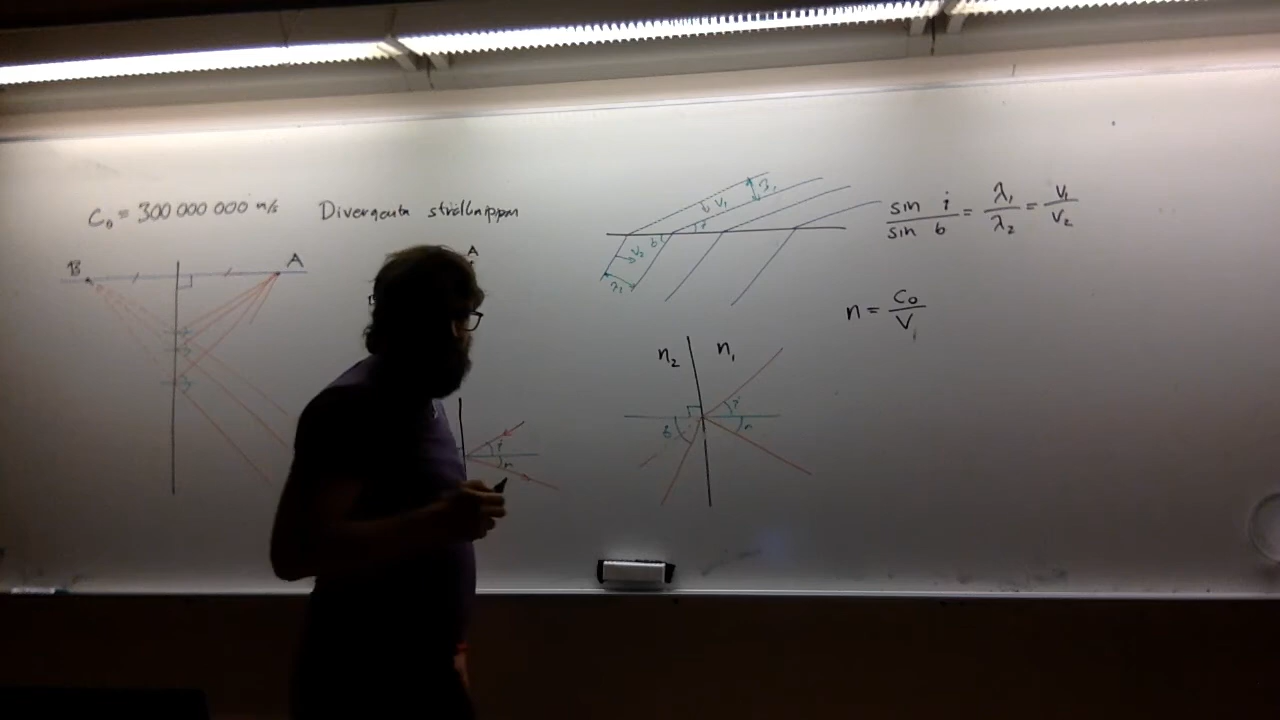 C₀ = 300 000 000 m/s
Divergenta strålknippen
B
A
A
i
r
λ₁
v₁
i
b
v₂
λ₂
sin i / sin b = λ₁ / λ₂ = v₁ / v₂
n = C₀ / V
n₂
n₁
i
r
b